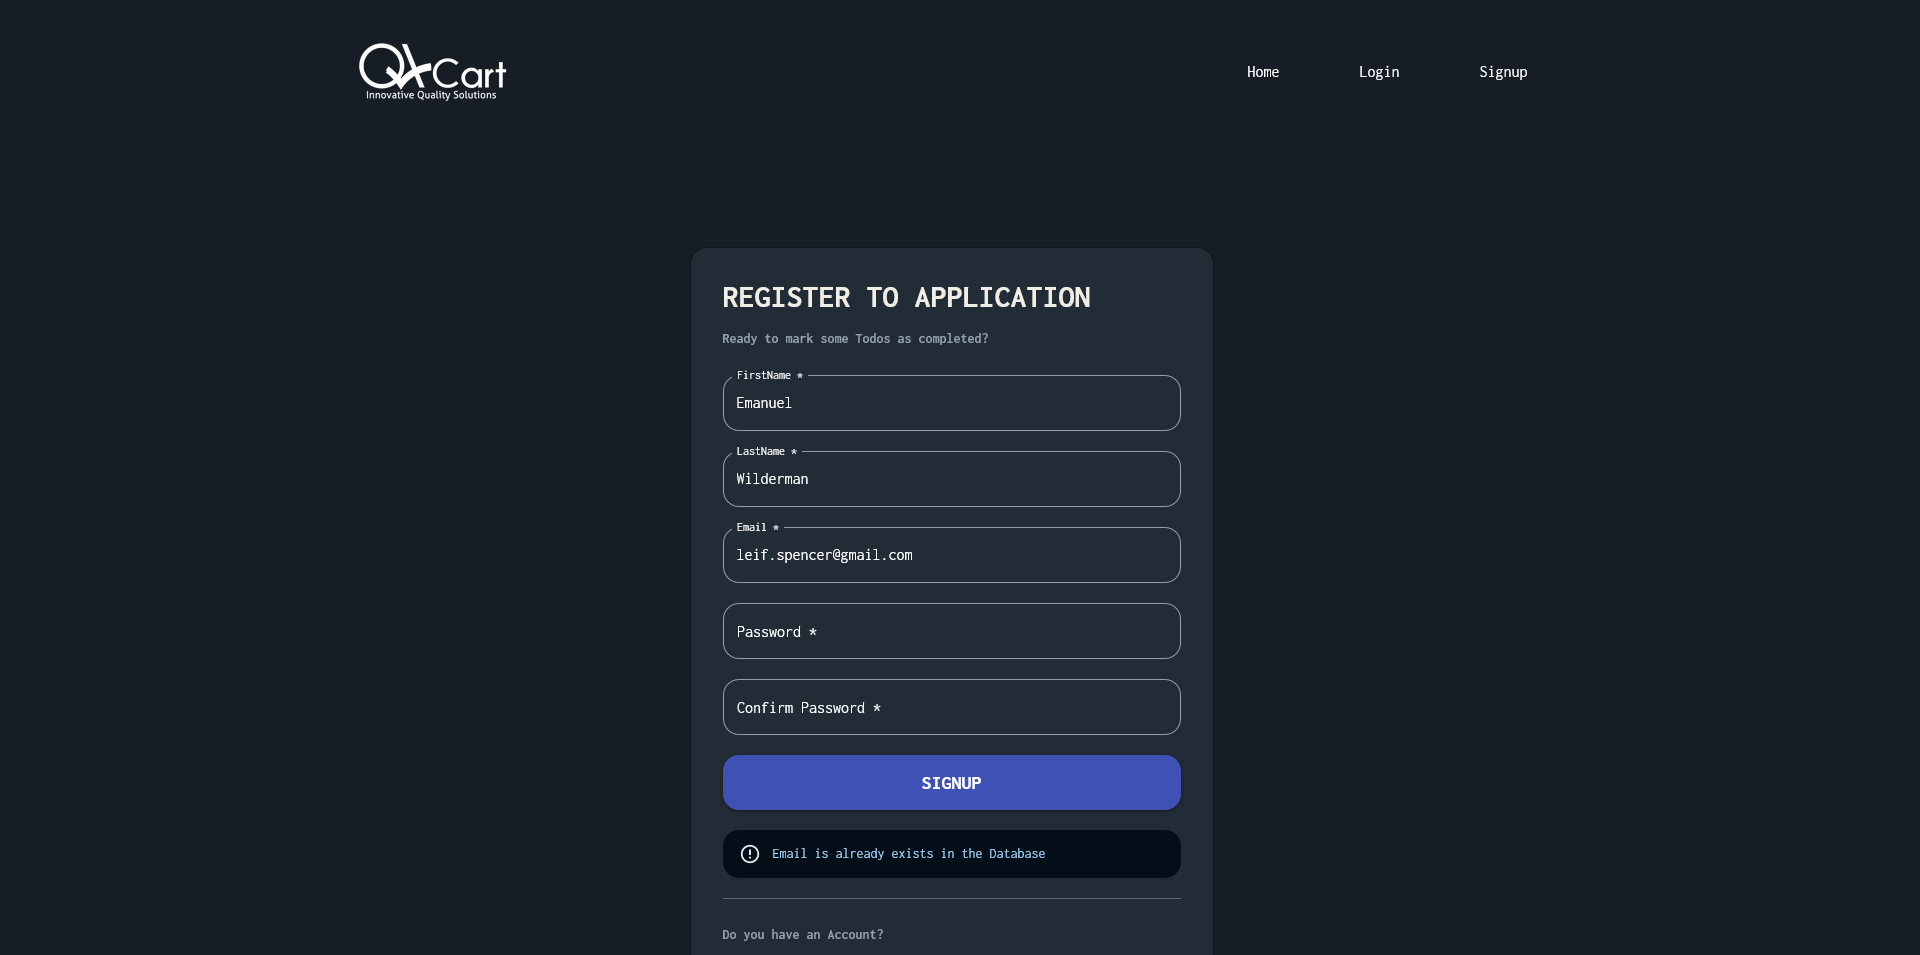 QACart
Innovative Quality Solutions
Home
Login
Signup
REGISTER TO APPLICATION
Ready to mark some Todos as completed?
FirstName *
Emanuel
LastName *
Wilderman
Email *
leif.spencer@gmail.com
Password *
Confirm Password *
SIGNUP
Email is already exists in the Database
Do you have an Account?